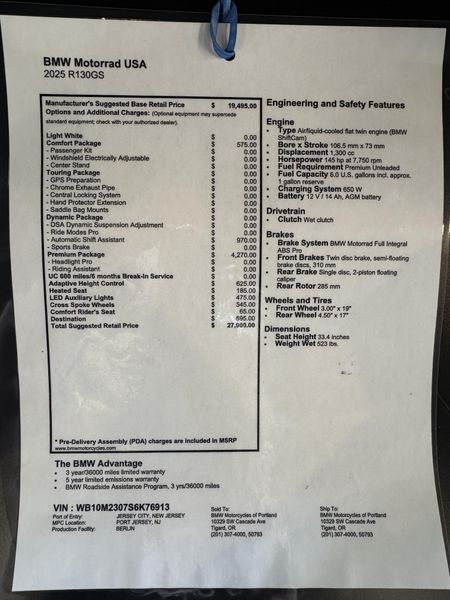 BMW Motorrad USA
2025 R130GS
Manufacturer's Suggested Base Retail Price $ 19,495.00
Options and Additional Charges: (Optional equipment may supercede
standard equipment; check with your authorized dealer).
Light White $ 0.00
Comfort Package $ 575.00
- Passenger Kit $ 0.00
- Windshield Electrically Adjustable $ 0.00
- Center Stand $ 0.00
Touring Package $ 0.00
- GPS Preparation $ 0.00
- Chrome Exhaust Pipe $ 0.00
- Central Locking System $ 0.00
- Hand Protector Extension $ 0.00
- Saddle Bag Mounts $ 0.00
Dynamic Package $ 0.00
- DSA Dynamic Suspension Adjustment $ 0.00
- Ride Modes Pro $ 0.00
- Automatic Shift Assistant $ 970.00
- Sports Brake $ 0.00
Premium Package $ 4,270.00
- Headlight Pro $ 0.00
- Riding Assistant $ 0.00
UC 600 miles/6 months Break-In Service $ 0.00
Adaptive Height Control $ 625.00
Heated Seat $ 185.00
LED Auxiliary Lights $ 475.00
Cross Spoke Wheels $ 545.00
Comfort Rider's Seat $ 65.00
Destination $ 695.00
Total Suggested Retail Price $ 27,900.00
* Pre-Delivery Assembly (PDA) charges are included in MSRP
www.bmwmotorcycles.com
Engineering and Safety Features
Engine
• Type Air/liquid-cooled flat twin engine (BMW
ShiftCam)
• Bore x Stroke 106.5 mm x 73 mm
• Displacement 1,300 cc
• Horsepower 145 hp at 7,750 rpm
• Fuel Requirement Premium Unleaded
• Fuel Capacity 5.0 U.S. gallons incl. approx.
1 gallon reserve
• Charging System 650 W
• Battery 12 V / 14 Ah, AGM battery
Drivetrain
• Clutch Wet clutch
Brakes
• Brake System BMW Motorrad Full Integral
ABS Pro
• Front Brakes Twin disc brake, semi-floating
brake discs, 310 mm
• Rear Brake Single disc, 2-piston floating
caliper
• Rear Rotor 285 mm
Wheels and Tires
• Front Wheel 3.00" x 19"
• Rear Wheel 4.50" x 17"
Dimensions
• Seat Height 33.4 inches
• Weight Wet 523 lbs.
The BMW Advantage
• 3 year/36000 miles limited warranty
• 5 year limited emissions warranty
• BMW Roadside Assistance Program, 3 yrs/36000 miles
VIN : WB10M2307S6K76913
Port of Entry: JERSEY CITY, NEW JERSEY
MPC Location: PORT JERSEY, NJ
Production Facility: BERLIN
Sold To:
BMW Motorcycles of Portland
10329 SW Cascade Ave
Tigard, OR
(201) 307-4000, 50793
Ship To:
BMW Motorcycles of Portland
10329 SW Cascade Ave
Tigard, OR
(201) 307-4000, 50793